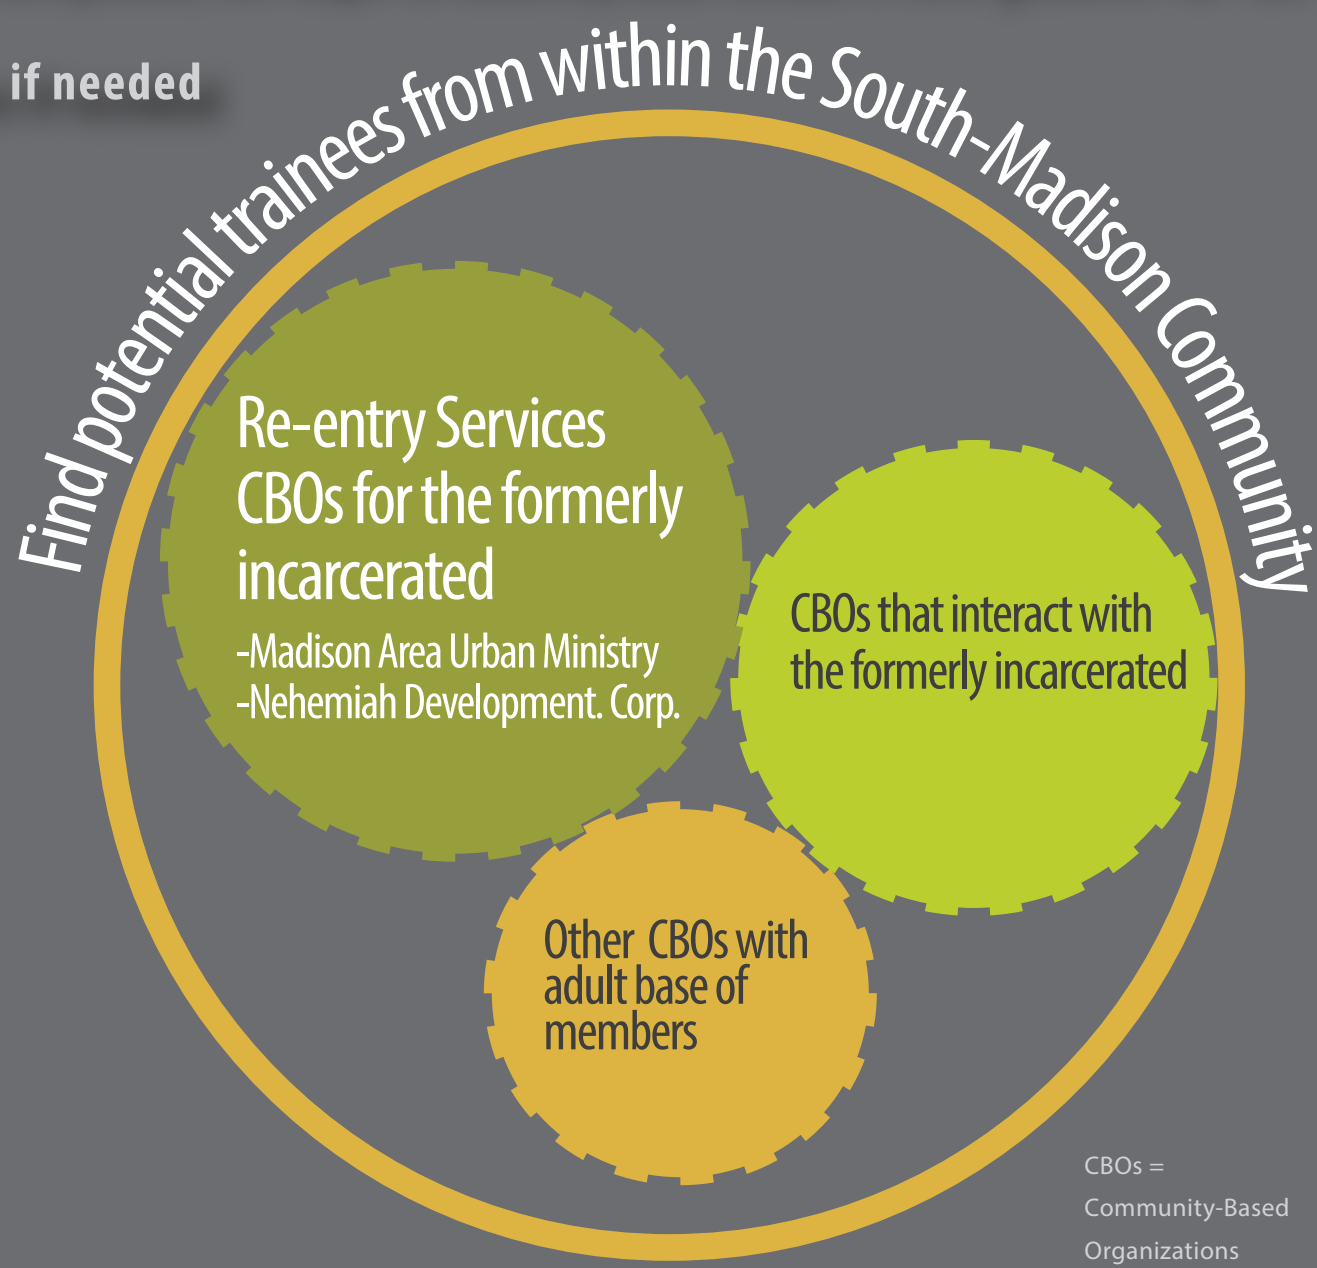 if needed
Find potential trainees from within the South-Madison Community
Re-entry Services
CBOs for the formerly
incarcerated
-Madison Area Urban Ministry
-Nehemiah Development. Corp.
CBOs that interact with
the formerly incarcerated
Other CBOs with
adult base of
members
CBOs =
Community-Based
Organizations